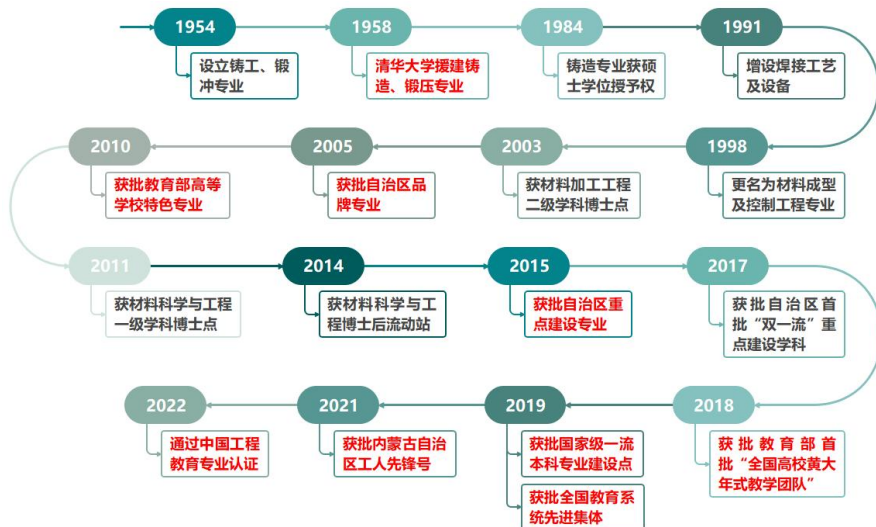 1954
设立铸工、锻
冲专业
1958
清华大学援建铸
造、锻压专业
1984
铸造专业获硕
士学位授予权
1991
增设焊接工艺
及设备
1998
更名为材料成型
及控制工程专业
2003
获材料加工工程
二级学科博士点
2005
获批自治区品
牌专业
2010
获批教育部高等
学校特色专业
2011
获材料科学与工程
一级学科博士点
2014
获材料科学与工
程博士后流动站
2015
获批自治区重
点建设专业
2017
获批自治区首
批“双一流”重
点建设学科
2018
获批教育部首
批“全国高校黄大
年式教学团队”
2019
获批国家级一流
本科专业建设点
获批全国教育系
统先进集体
2021
获批内蒙古自治
区工人先锋号
2022
通过中国工程
教育专业认证